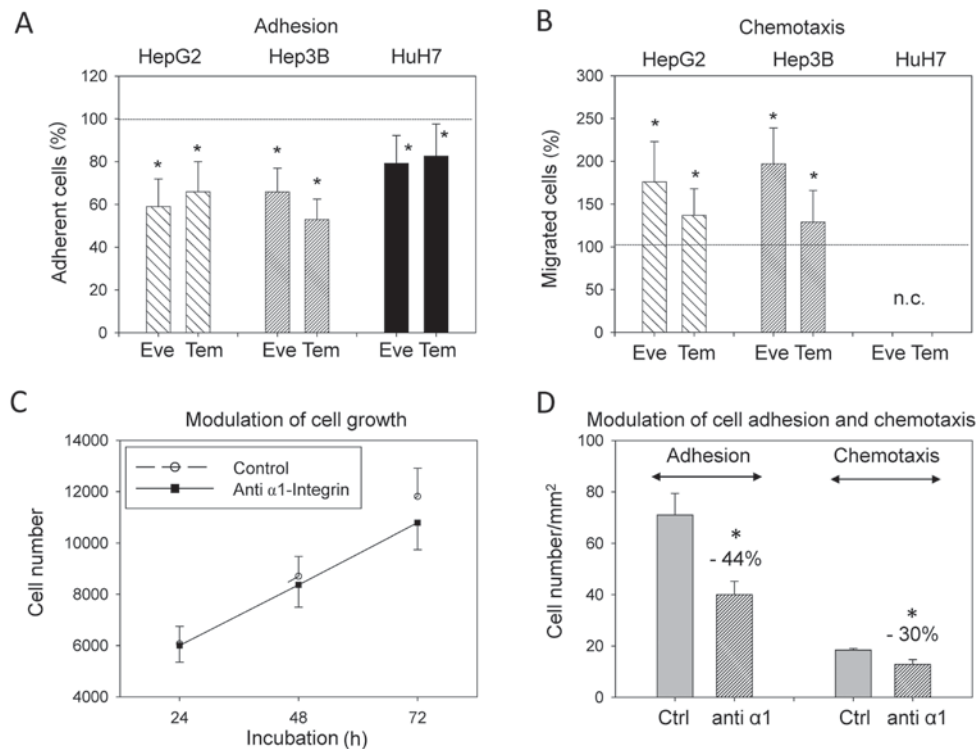 A
Adhesion
HepG2 Hep3B HuH7
120
100
80
60
40
20
0
Adherent cells (%)
* * * * * *
Eve Tem Eve Tem Eve Tem
B
Chemotaxis
HepG2 Hep3B HuH7
300
250
200
150
100
50
0
Migrated cells (%)
* * * *
n.c.
Eve Tem Eve Tem Eve Tem
C
Modulation of cell growth
14000
12000
10000
8000
6000
4000
Cell number
Control
Anti α1-Integrin
24 48 72
Incubation (h)
D
Modulation of cell adhesion and chemotaxis
100
80
60
40
20
0
Cell number/mm²
Adhesion Chemotaxis
*
- 44%
*
- 30%
Ctrl anti α1 Ctrl anti α1